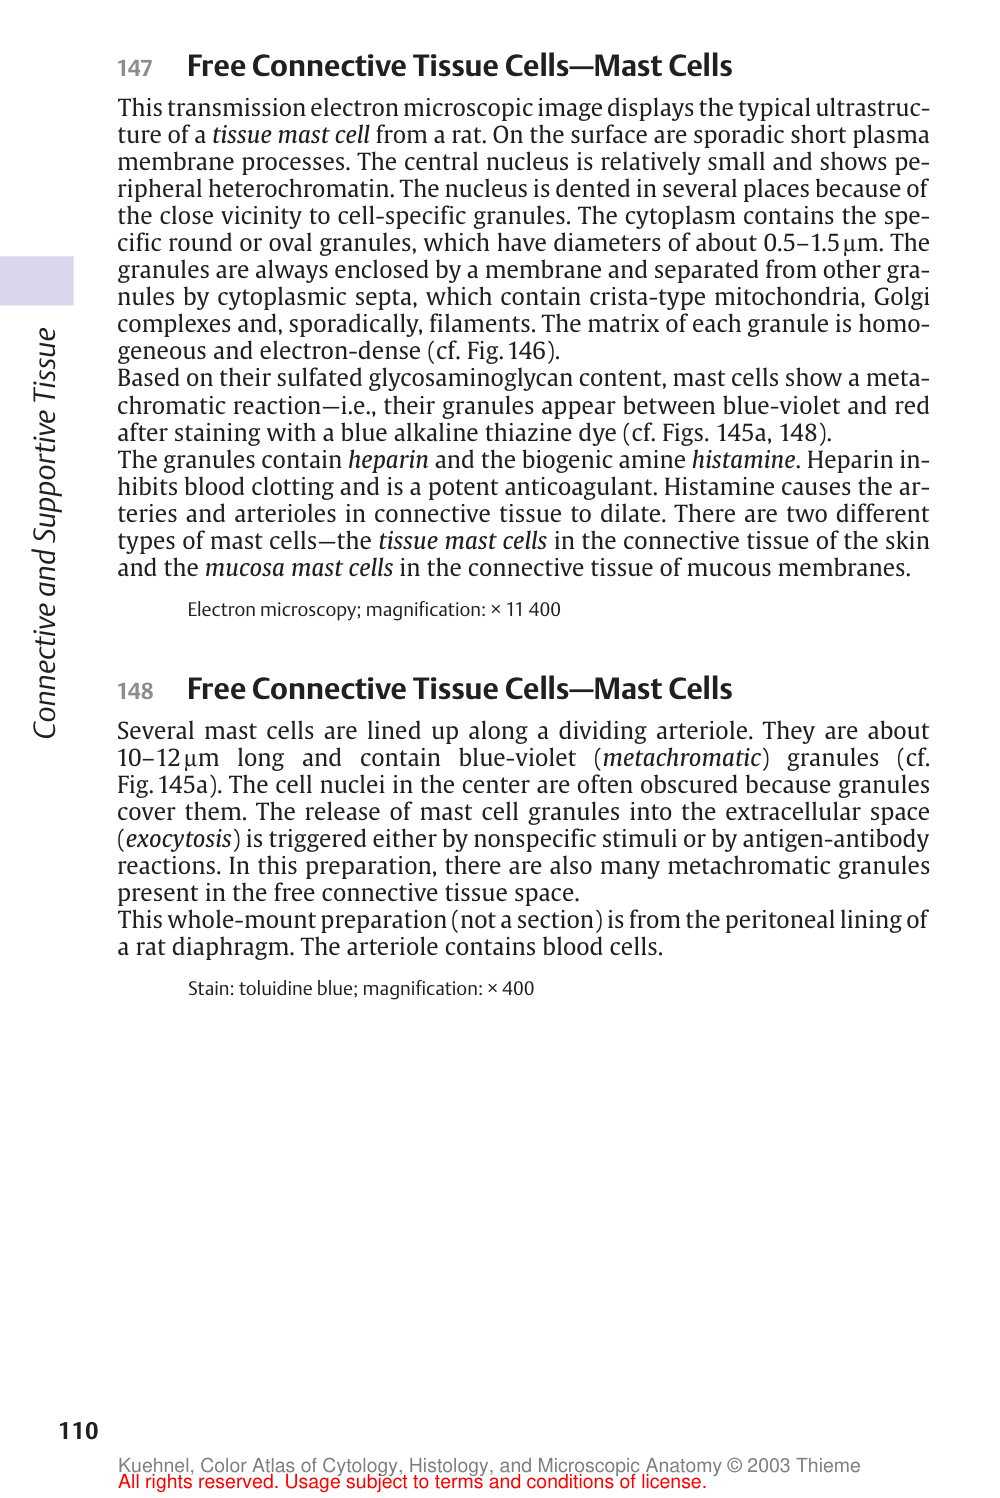 147 Free Connective Tissue Cells—Mast Cells
This transmission electron microscopic image displays the typical ultrastruc-
ture of a tissue mast cell from a rat. On the surface are sporadic short plasma
membrane processes. The central nucleus is relatively small and shows pe-
ripheral heterochromatin. The nucleus is dented in several places because of
the close vicinity to cell-specific granules. The cytoplasm contains the spe-
cific round or oval granules, which have diameters of about 0.5–1.5 µm. The
granules are always enclosed by a membrane and separated from other gra-
nules by cytoplasmic septa, which contain crista-type mitochondria, Golgi
complexes and, sporadically, filaments. The matrix of each granule is homo-
geneous and electron-dense (cf. Fig. 146).
Based on their sulfated glycosaminoglycan content, mast cells show a meta-
chromatic reaction—i.e., their granules appear between blue-violet and red
after staining with a blue alkaline thiazine dye (cf. Figs. 145a, 148).
The granules contain heparin and the biogenic amine histamine. Heparin in-
hibits blood clotting and is a potent anticoagulant. Histamine causes the ar-
teries and arterioles in connective tissue to dilate. There are two different
types of mast cells—the tissue mast cells in the connective tissue of the skin
and the mucosa mast cells in the connective tissue of mucous membranes.
Electron microscopy; magnification: × 11 400
148 Free Connective Tissue Cells—Mast Cells
Several mast cells are lined up along a dividing arteriole. They are about
10–12 µm long and contain blue-violet (metachromatic) granules (cf.
Fig. 145a). The cell nuclei in the center are often obscured because granules
cover them. The release of mast cell granules into the extracellular space
(exocytosis) is triggered either by nonspecific stimuli or by antigen-antibody
reactions. In this preparation, there are also many metachromatic granules
present in the free connective tissue space.
This whole-mount preparation (not a section) is from the peritoneal lining of
a rat diaphragm. The arteriole contains blood cells.
Stain: toluidine blue; magnification: × 400
Connective and Supportive Tissue
110
Kuehnel, Color Atlas of Cytology, Histology, and Microscopic Anatomy © 2003 Thieme
All rights reserved. Usage subject to terms and conditions of license.